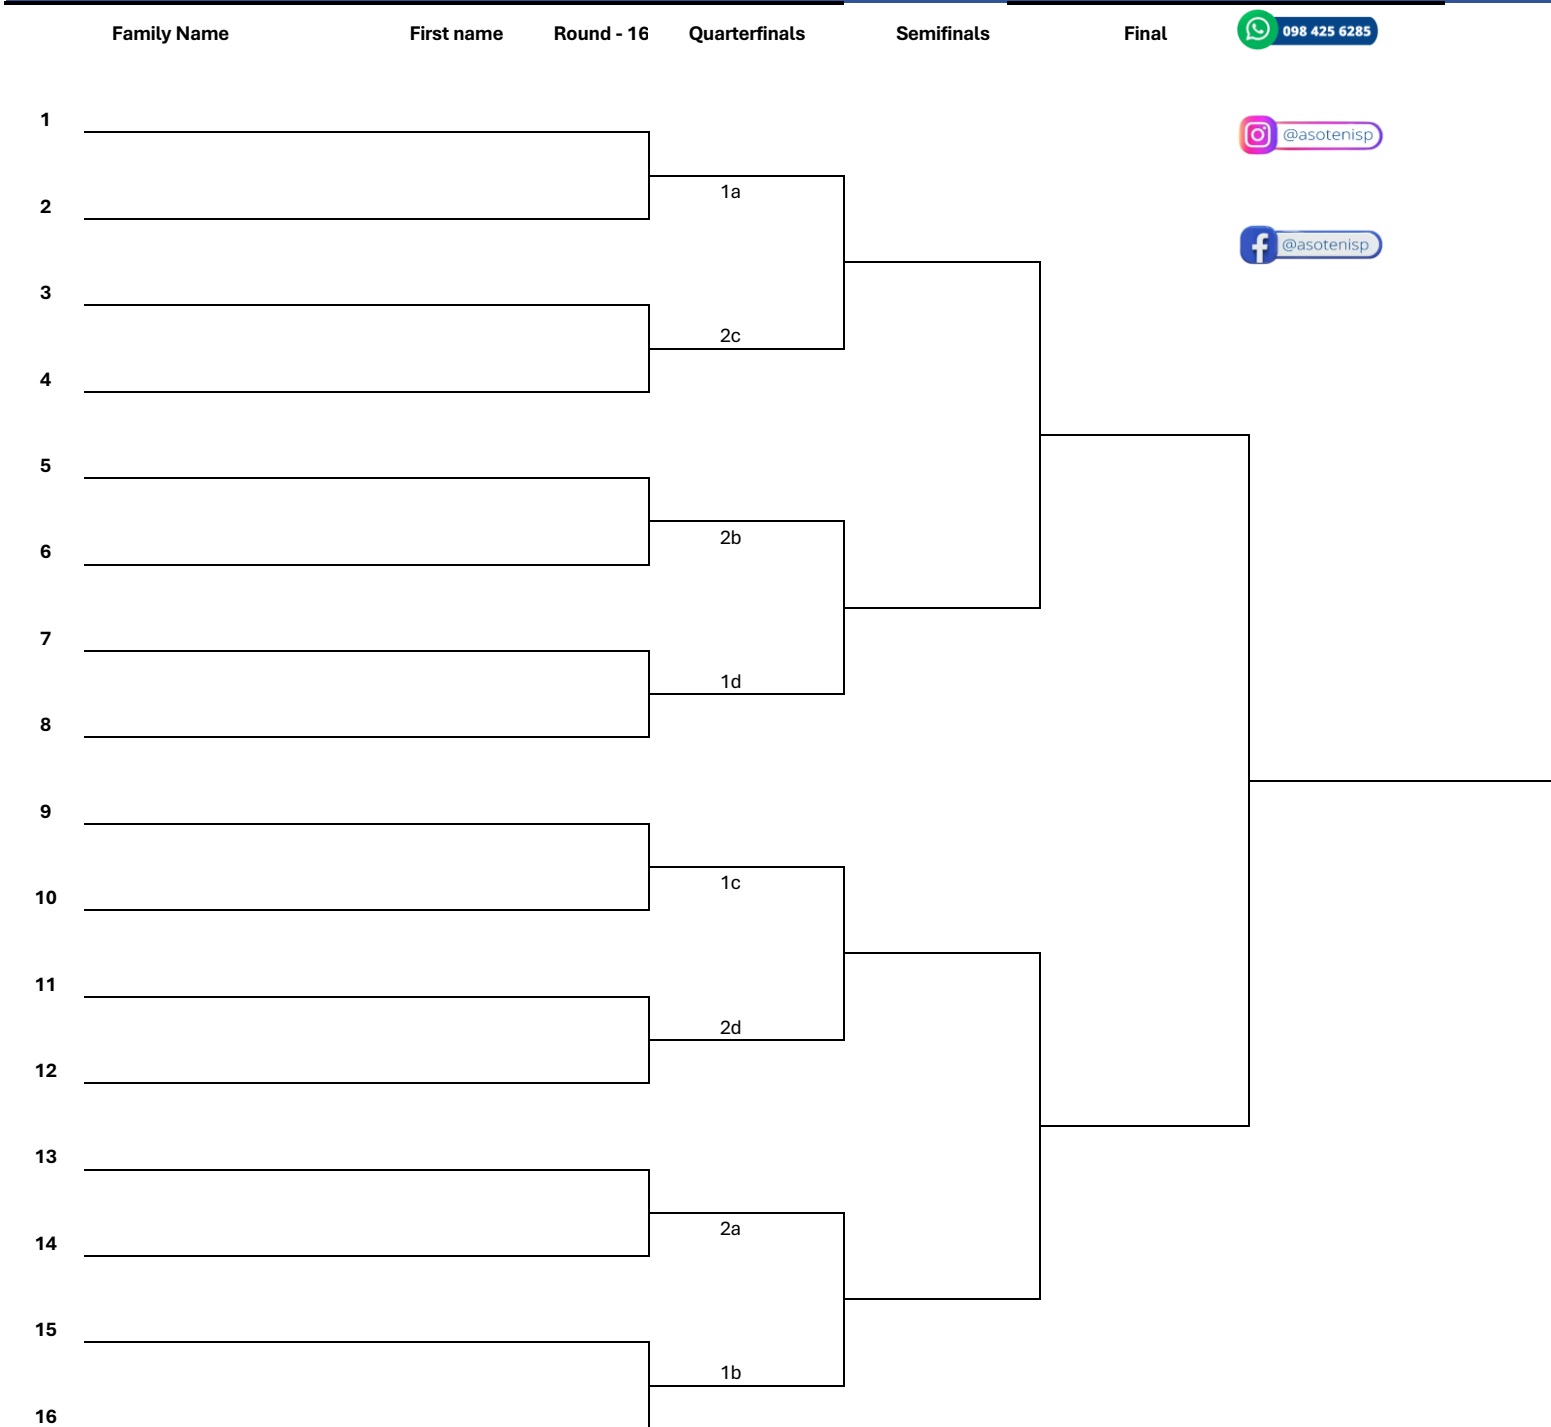 Family Name First name Round - 16 Quarterfinals Semifinals Final 098 425 6285
1
@asotenisp
1a
2
@asotenisp
3
2c
4
5
2b
6
7
1d
8
9
1c
10
11
2d
12
13
2a
14
15
1b
16